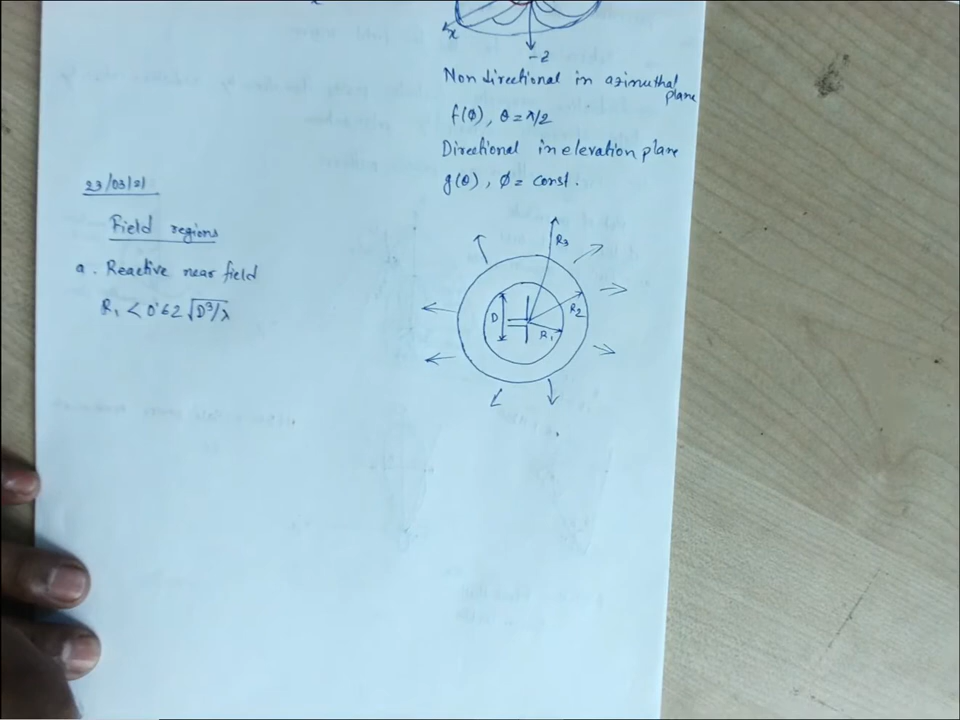 x
-z
Non directional in azimuthal
plane
f(φ), θ = π/2
Directional in elevation plane
g(θ), φ = const.
23/03/21
Field regions
a. Reactive near field
R₁ < 0.62 √D³/λ
R₃
R₂
D
R₁